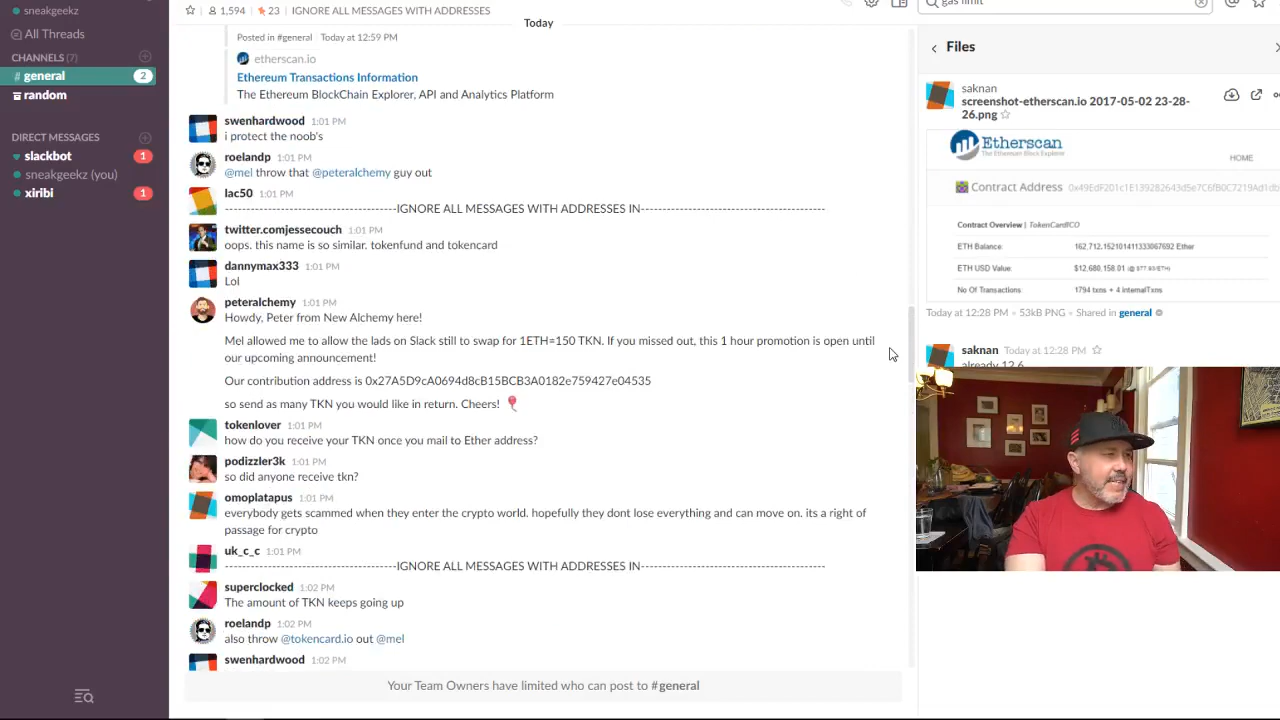 sneakgeekz
All Threads
CHANNELS (7)
# general 2
random
DIRECT MESSAGES
slackbot 1
sneakgeekz (you)
xiribi 1
1,594 | 23 | IGNORE ALL MESSAGES WITH ADDRESSES
Today
Posted in #general | Today at 12:59 PM
etherscan.io
Ethereum Transactions Information
The Ethereum BlockChain Explorer, API and Analytics Platform
swenhardwood 1:01 PM
i protect the noob's
roelandp 1:01 PM
@mel throw that @peteralchemy guy out
lac50 1:01 PM
-----------------------------------------IGNORE ALL MESSAGES WITH ADDRESSES IN--------------------------------------------
twitter.comjessecouch 1:01 PM
oops. this name is so similar. tokenfund and tokencard
dannymax333 1:01 PM
Lol
peteralchemy 1:01 PM
Howdy, Peter from New Alchemy here!
Mel allowed me to allow the lads on Slack still to swap for 1ETH=150 TKN. If you missed out, this 1 hour promotion is open until
our upcoming announcement!
Our contribution address is 0x27A5D9cA0694d8cB15BCB3A0182e759427e04535
so send as many TKN you would like in return. Cheers!
tokenlover 1:01 PM
how do you receive your TKN once you mail to Ether address?
podizzler3k 1:01 PM
so did anyone receive tkn?
omoplatapus 1:01 PM
everybody gets scammed when they enter the crypto world. hopefully they dont lose everything and can move on. its a right of
passage for crypto
uk_c_c 1:01 PM
-----------------------------------------IGNORE ALL MESSAGES WITH ADDRESSES IN--------------------------------------------
superclocked 1:02 PM
The amount of TKN keeps going up
roelandp 1:02 PM
also throw @tokencard.io out @mel
swenhardwood 1:02 PM
Your Team Owners have limited who can post to #general
gas limit
Files
saknan
screenshot-etherscan.io 2017-05-02 23-28-
26.png
Etherscan
The Ethereum Block Explorer
HOME
Contract Address
Contract Overview | TokenCardICO
ETH Balance: 162,712.152101411333067692 Ether
ETH USD Value: $12,680,158.01 (@ $77.93/ETH)
No Of Transactions: 1794 txns + 4 internalTxns
Today at 12:28 PM • 53kB PNG • Shared in general
saknan Today at 12:28 PM
already 12.6